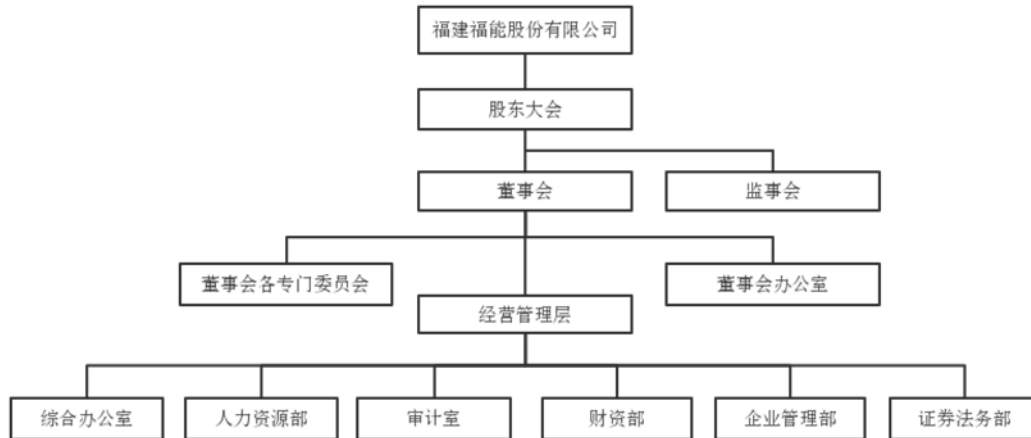 福建福能股份有限公司
股东大会
董事会
监事会
董事会各专门委员会
董事会办公室
经营管理层
综合办公室
人力资源部
审计室
财资部
企业管理部
证券法务部